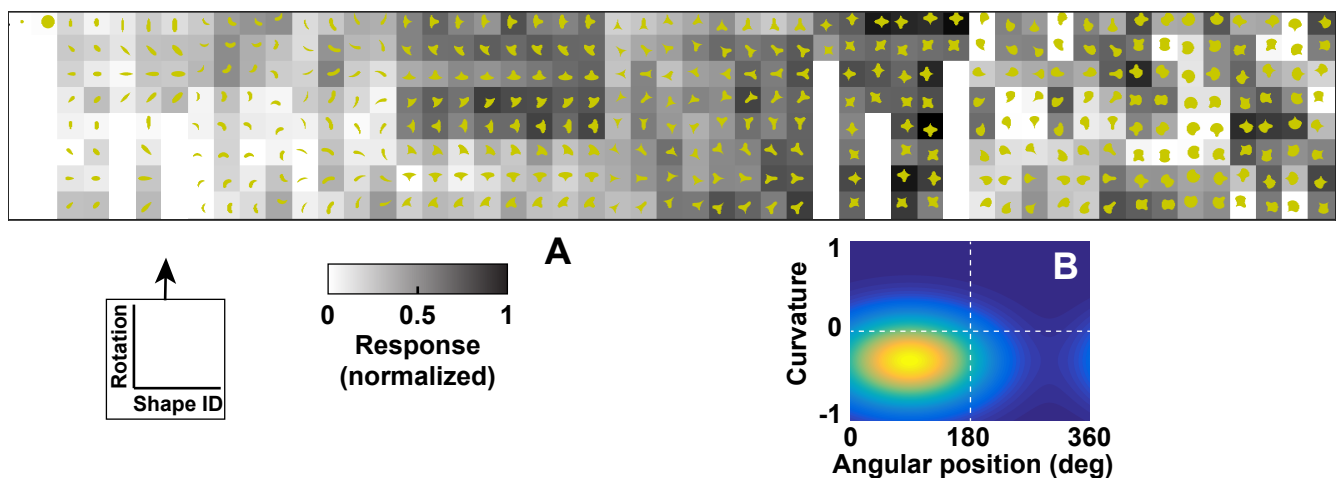 A
B
Rotation
Shape ID
0
0.5
1
Response
(normalized)
Curvature
1
0
-1
0
180
360
Angular position (deg)